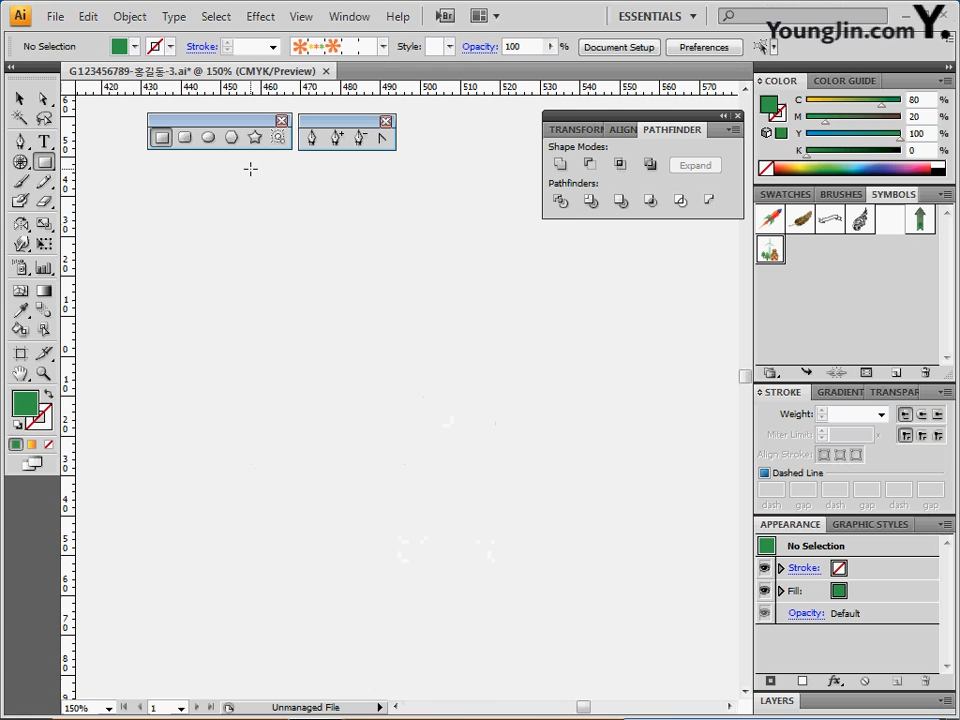 Ai File Edit Object Type Select Effect View Window Help Br ESSENTIALS
Younglin.com Y.
No Selection Stroke: Style: Opacity: 100 % Document Setup Preferences
G123456789-홍길동-3.ai* @ 150% (CMYK/Preview) ×
420 430 440 450 460 470 480 490 500 510 520 530 540 550 560 570
COLOR COLOR GUIDE
C 80 %
M 20 %
Y 100 %
K 0 %
TRANSFORM ALIGN PATHFINDER
Shape Modes:
Expand
Pathfinders:
SWATCHES BRUSHES SYMBOLS
STROKE GRADIENT TRANSPAR
Weight:
Miter Limit: x
Align Stroke:
Dashed Line
dash gap dash gap dash gap
APPEARANCE GRAPHIC STYLES
No Selection
Stroke:
Fill:
Opacity: Default
fx
LAYERS
150% 1 Unmanaged File